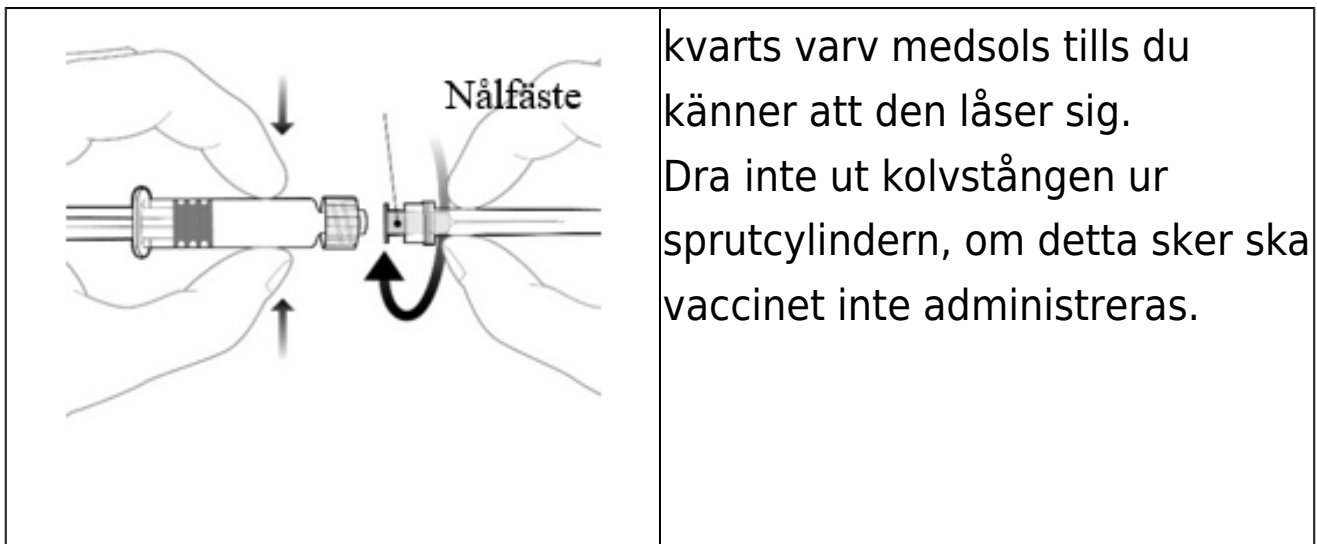 Nålfäste
kvarts varv medsols tills du
känner att den låser sig.
Dra inte ut kolvstången ur
sprutcylindern, om detta sker ska
vaccinet inte administreras.